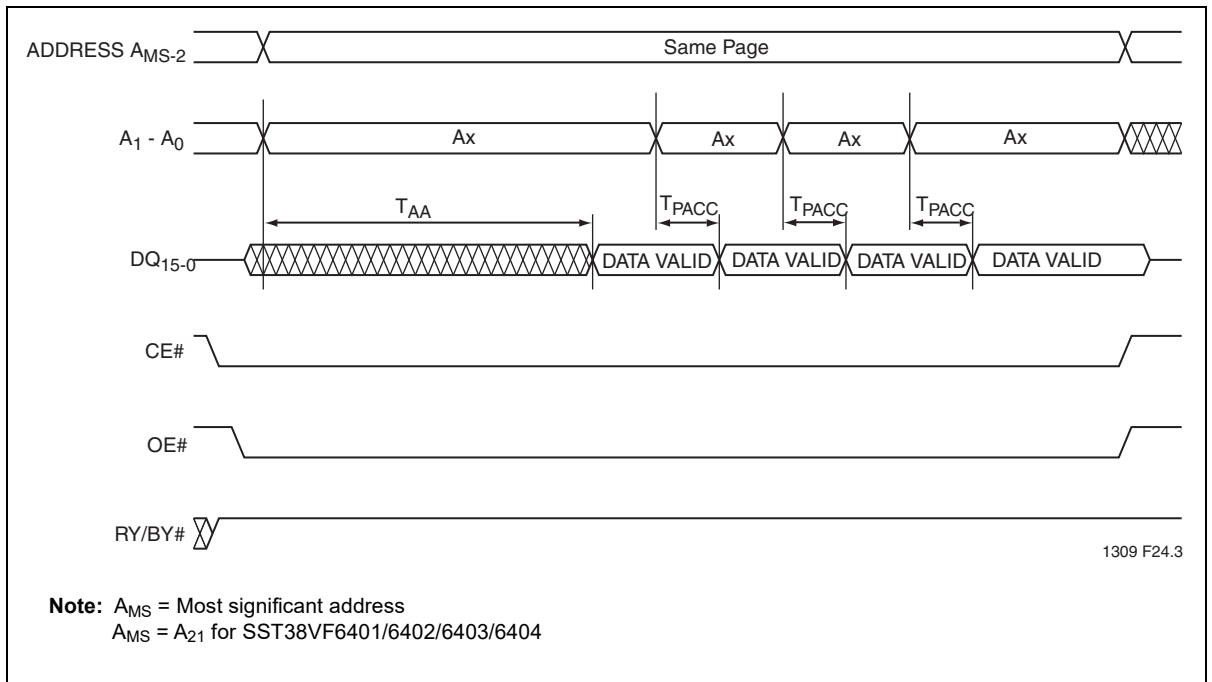 ADDRESS AMS-2 Same Page
A1 - A0 Ax Ax Ax Ax
TAA TPACC TPACC TPACC
DQ15-0 DATA VALID DATA VALID DATA VALID DATA VALID
CE#
OE#
RY/BY#
1309 F24.3
Note: AMS = Most significant address
AMS = A21 for SST38VF6401/6402/6403/6404